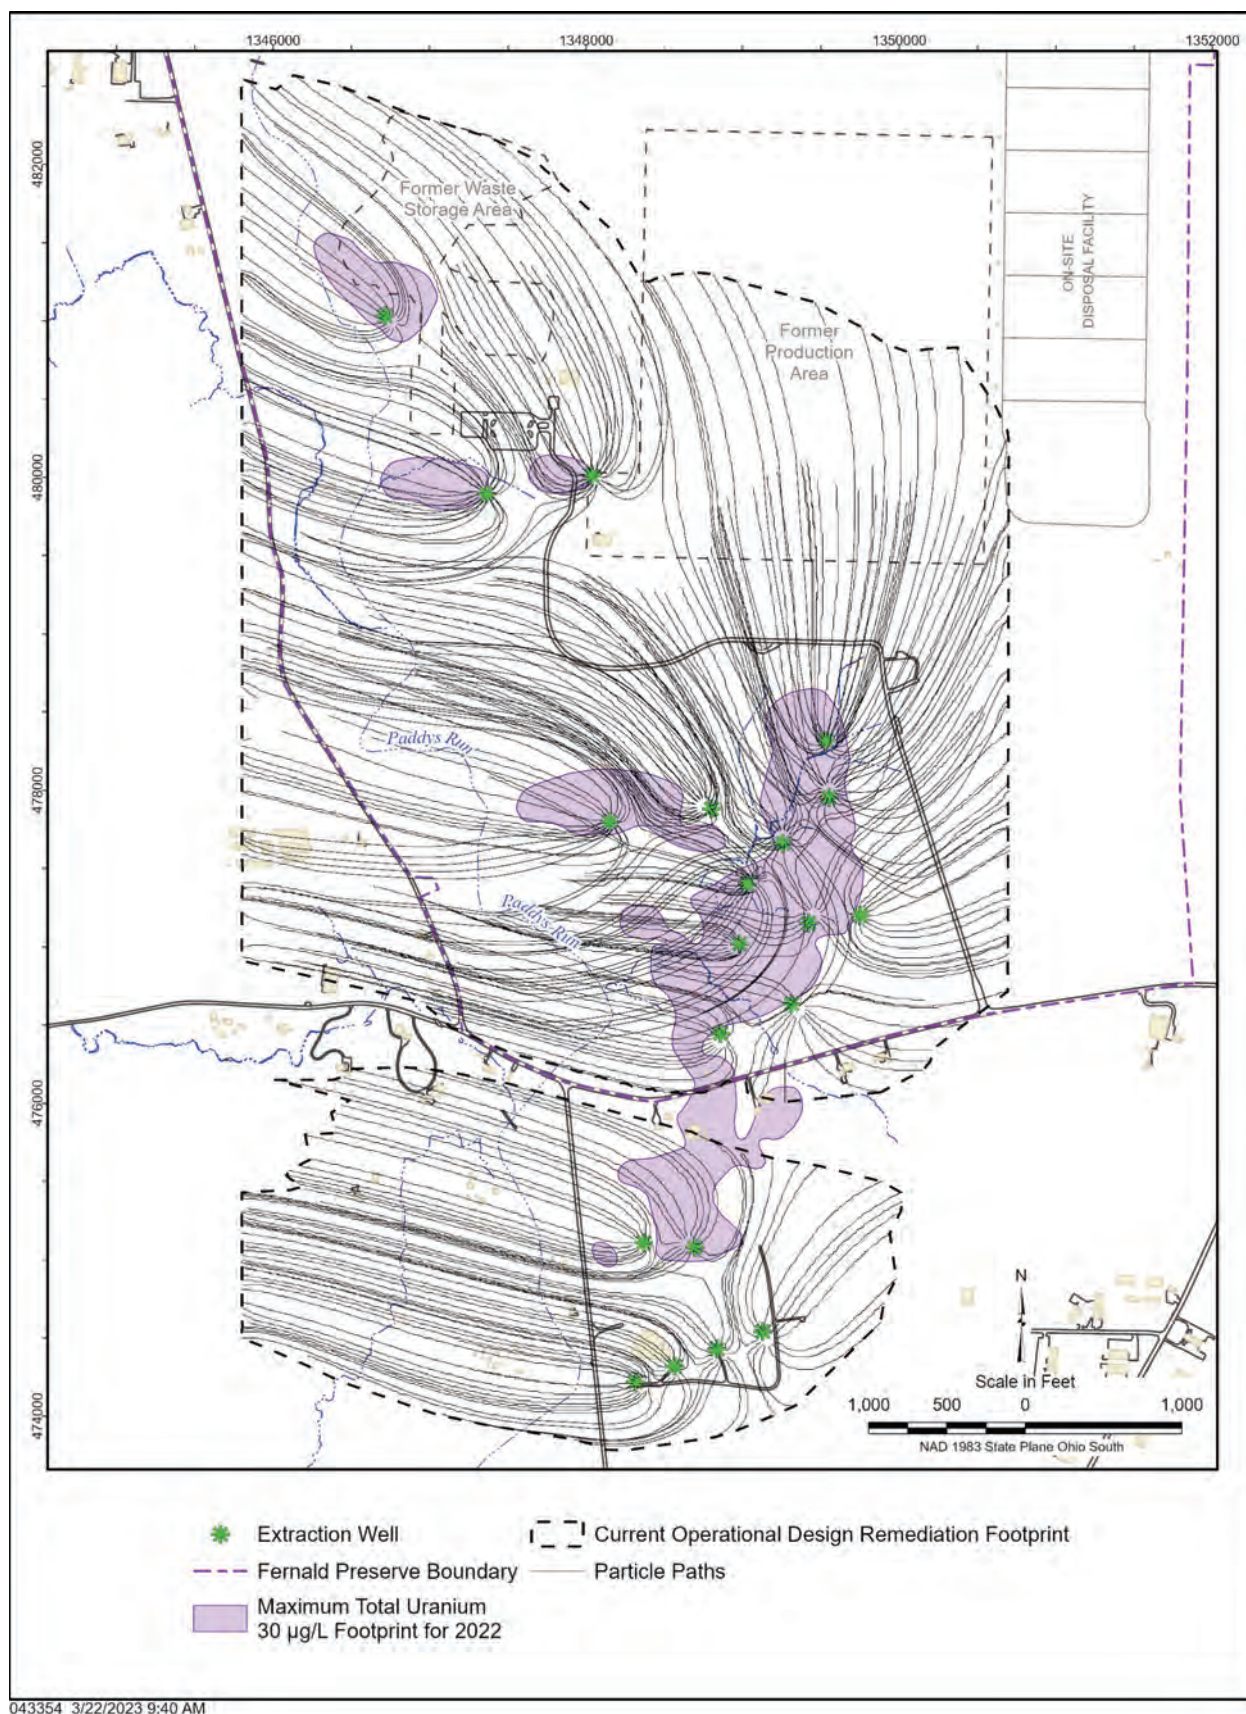 1346000
1348000
1350000
1352000
482000
480000
478000
476000
474000
Former Waste
Storage Area
Former
Production
Area
ON-SITE
DISPOSAL FACILITY
Paddys Run
Paddys Run
N
Scale in Feet
1,000 500 0 1,000
NAD 1983 State Plane Ohio South
Extraction Well
Current Operational Design Remediation Footprint
Fernald Preserve Boundary
Particle Paths
Maximum Total Uranium
30 µg/L Footprint for 2022
043354 3/22/2023 9:40 AM